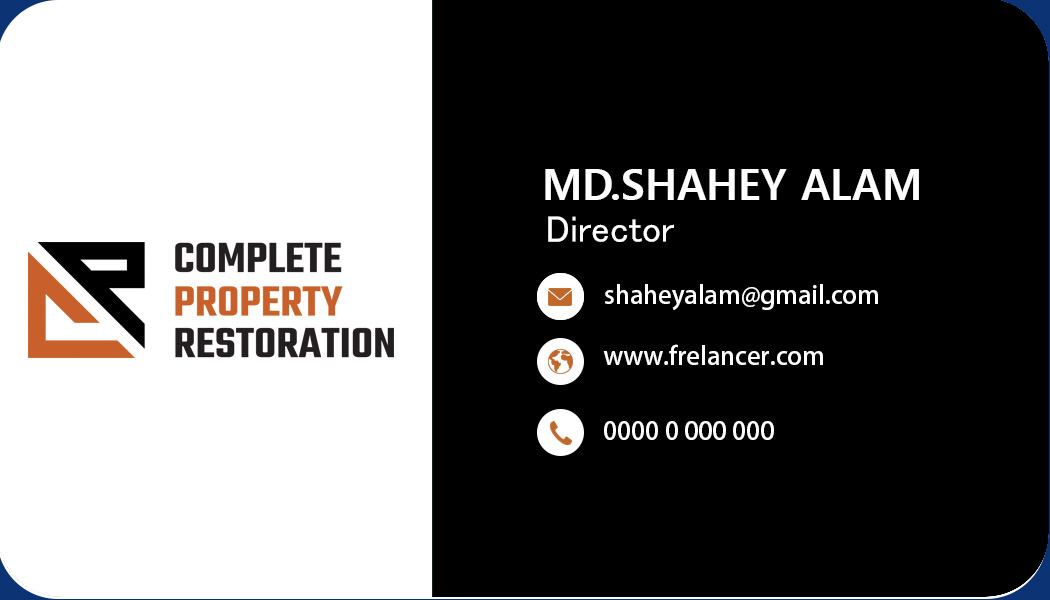 COMPLETE
PROPERTY
RESTORATION
MD.SHAHEY ALAM
Director
shaheyalam@gmail.com
www.frelancer.com
0000 0 000 000